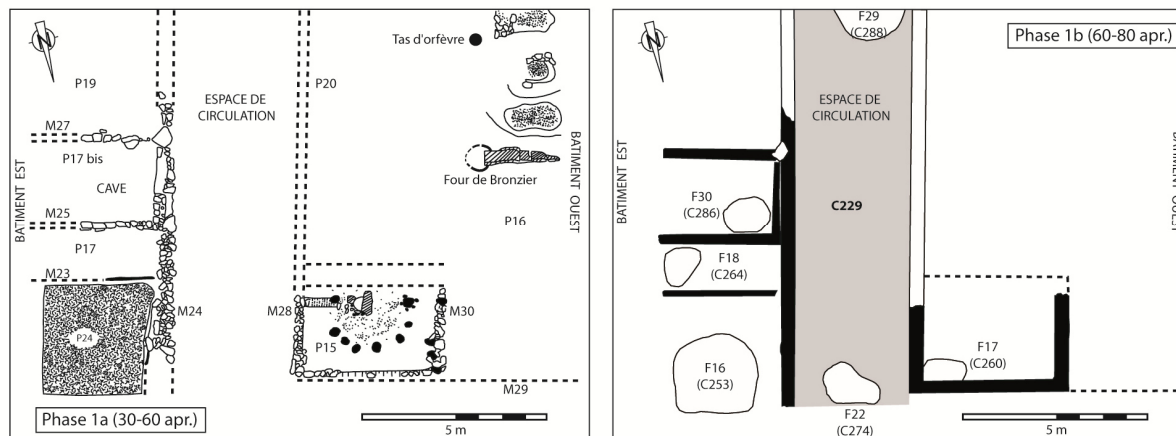 N
P19
P20
Tas d'orfèvre
ESPACE DE
CIRCULATION
M27
P17 bis
BATIMENT EST
CAVE
Four de Bronzier
BATIMENT OUEST
M25
P17
P16
M23
M24
M28
M30
P24
P15
M29
Phase 1a (30-60 apr.)
5 m
N
F29
(C288)
Phase 1b (60-80 apr.)
ESPACE DE
CIRCULATION
BATIMENT EST
BATIMENT OUEST
F30
(C286)
C229
F18
(C264)
F16
(C253)
F17
(C260)
F22
(C274)
5 m